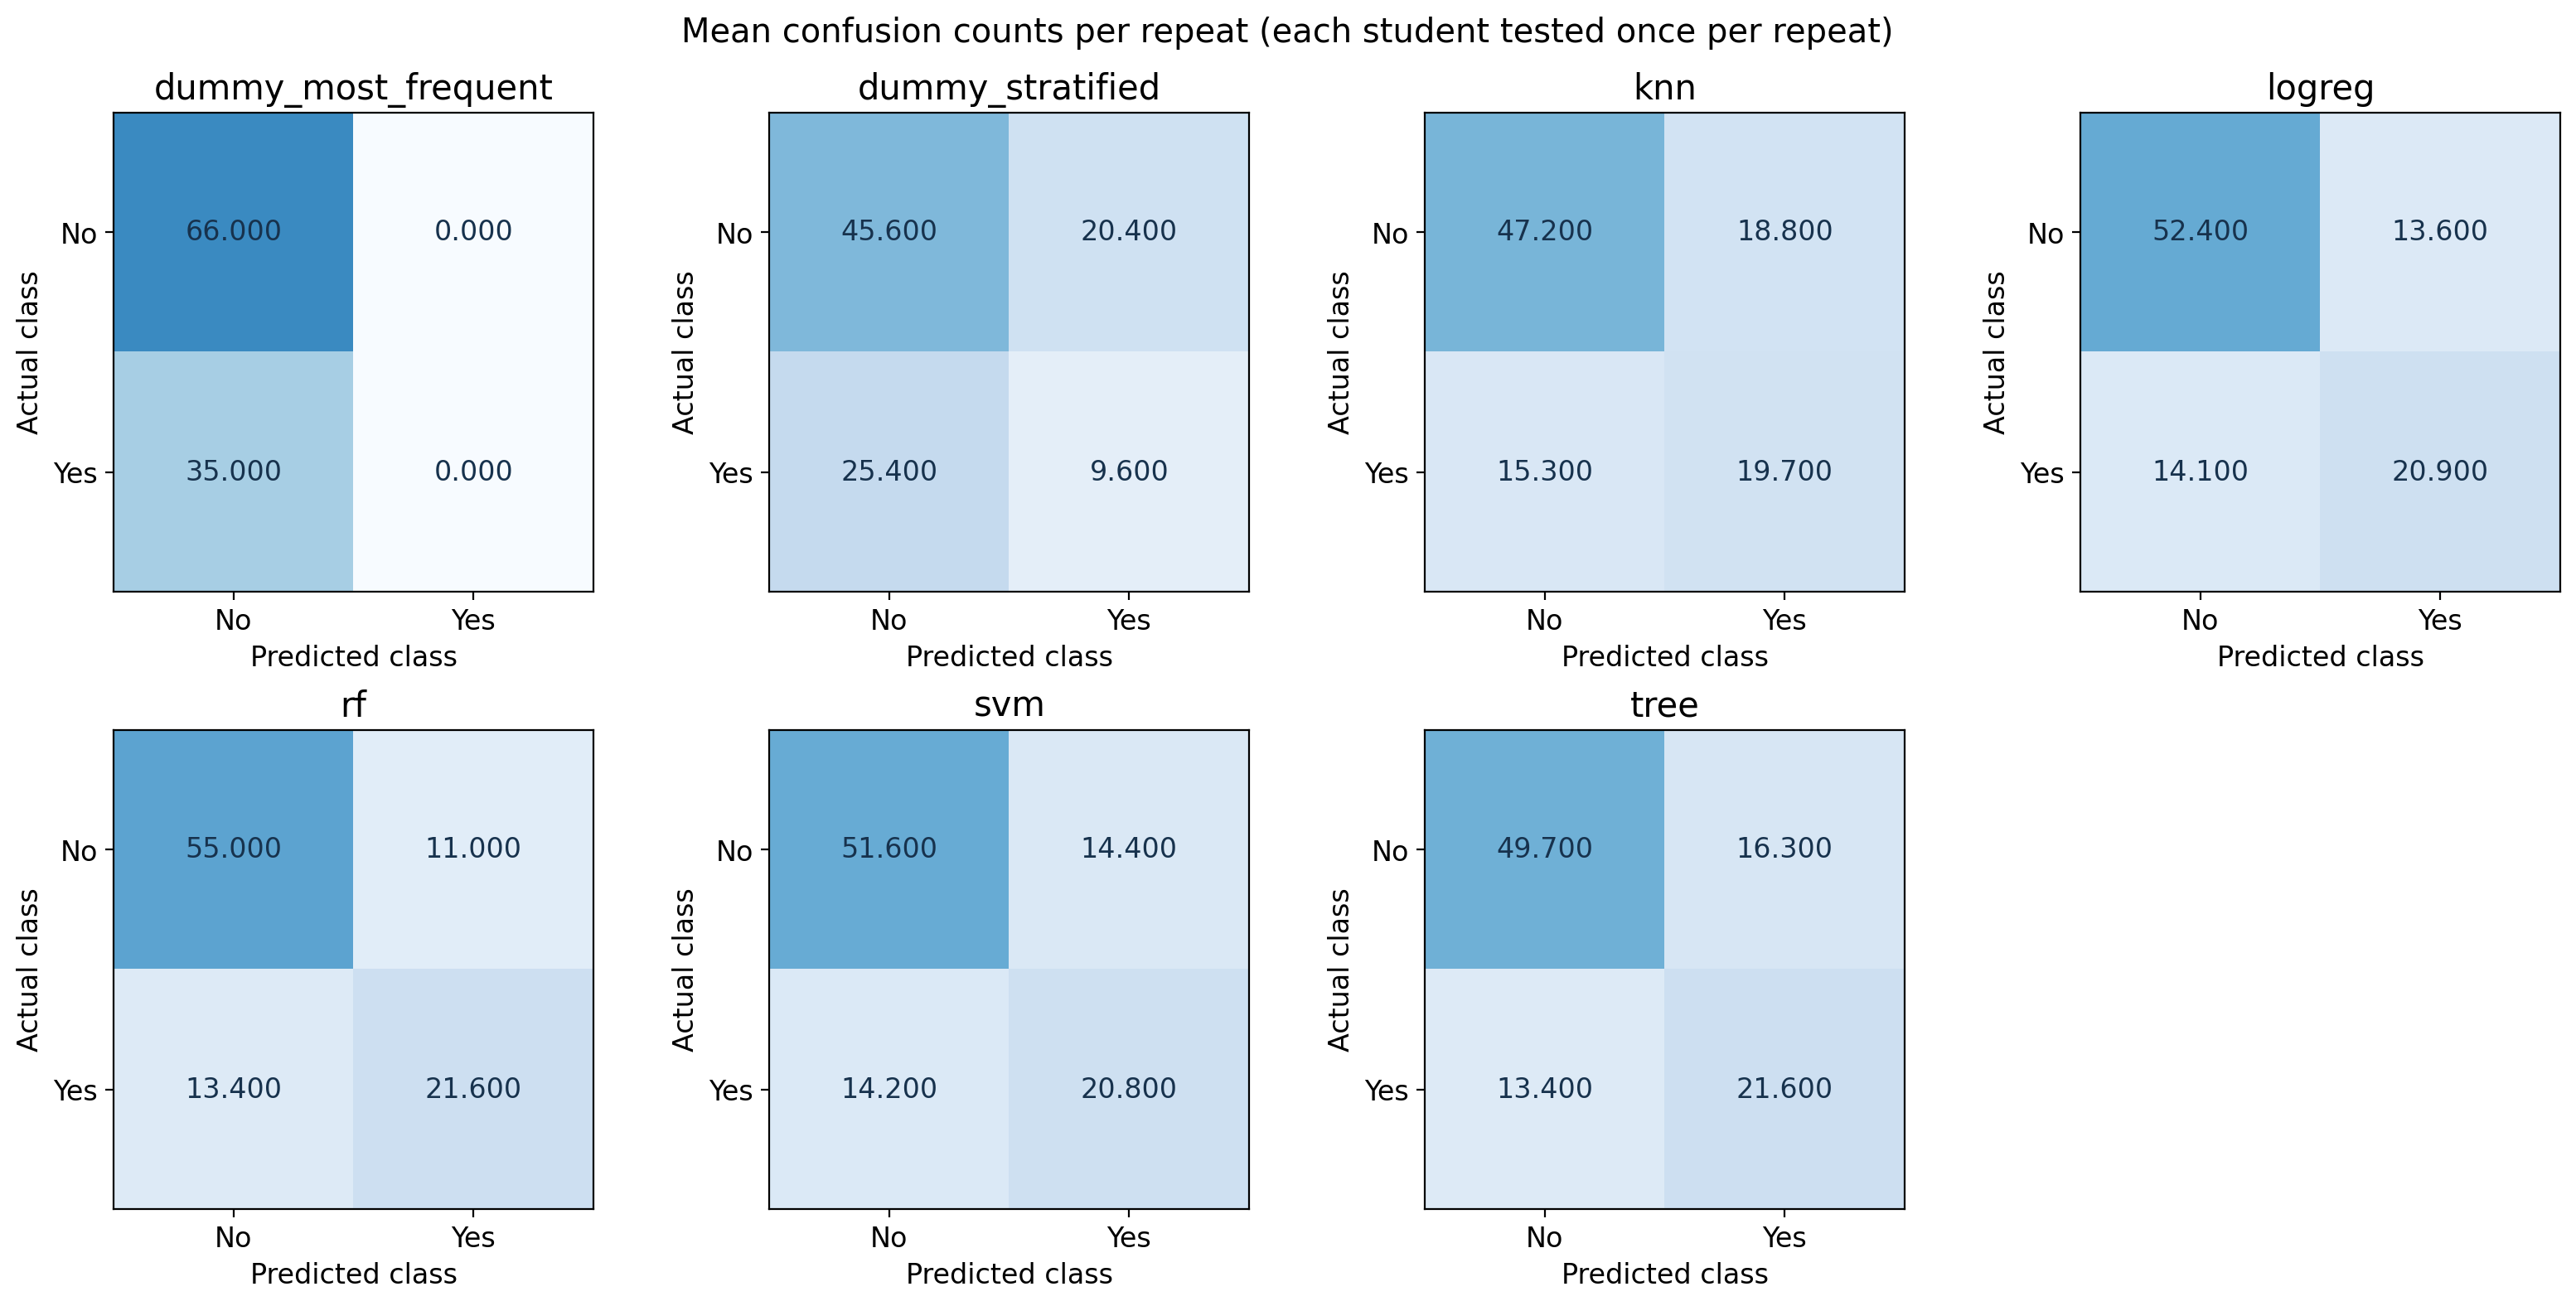 Mean confusion counts per repeat (each student tested once per repeat)
dummy_most_frequent
Actual class
No
66.000 0.000
Yes
35.000 0.000
No Yes
Predicted class
dummy_stratified
Actual class
No
45.600 20.400
Yes
25.400 9.600
No Yes
Predicted class
knn
Actual class
No
47.200 18.800
Yes
15.300 19.700
No Yes
Predicted class
logreg
Actual class
No
52.400 13.600
Yes
14.100 20.900
No Yes
Predicted class
rf
Actual class
No
55.000 11.000
Yes
13.400 21.600
No Yes
Predicted class
svm
Actual class
No
51.600 14.400
Yes
14.200 20.800
No Yes
Predicted class
tree
Actual class
No
49.700 16.300
Yes
13.400 21.600
No Yes
Predicted class